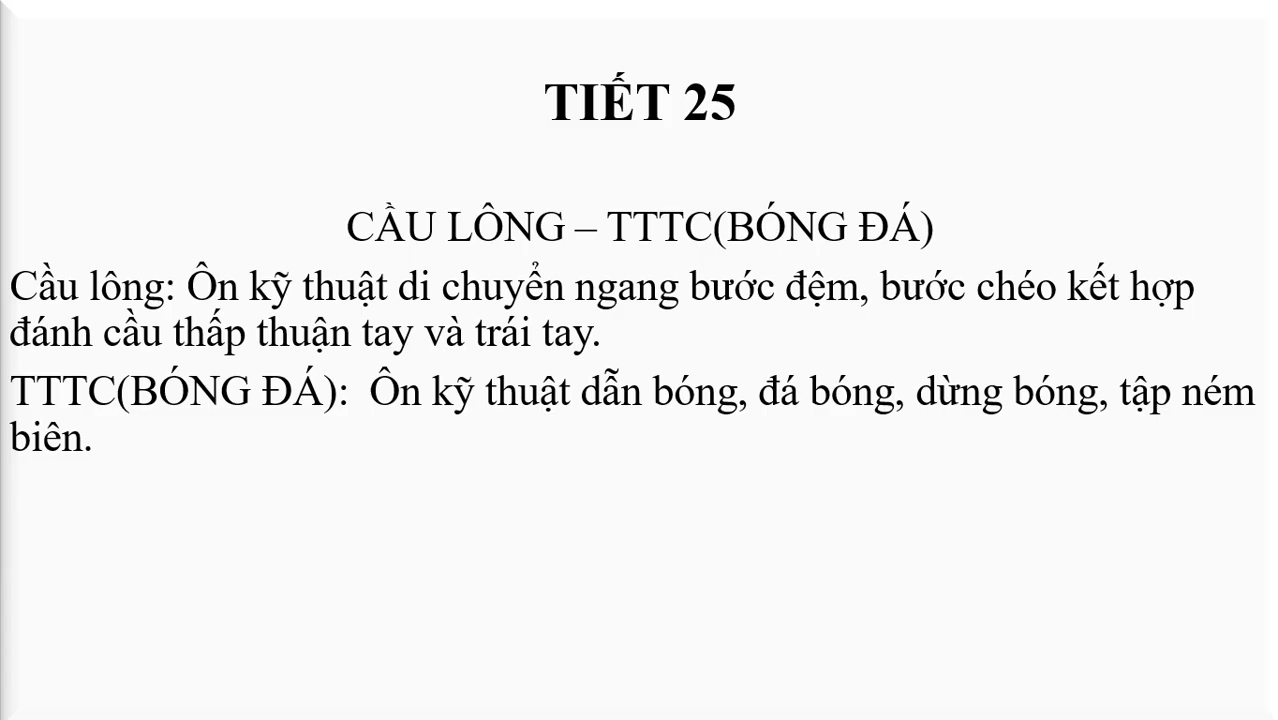 TIẾT 25
CẦU LÔNG – TTTC(BÓNG ĐÁ)
Cầu lông: Ôn kỹ thuật di chuyển ngang bước đệm, bước chéo kết hợp
đánh cầu thấp thuận tay và trái tay.
TTTC(BÓNG ĐÁ):  Ôn kỹ thuật dẫn bóng, đá bóng, dừng bóng, tập ném
biên.